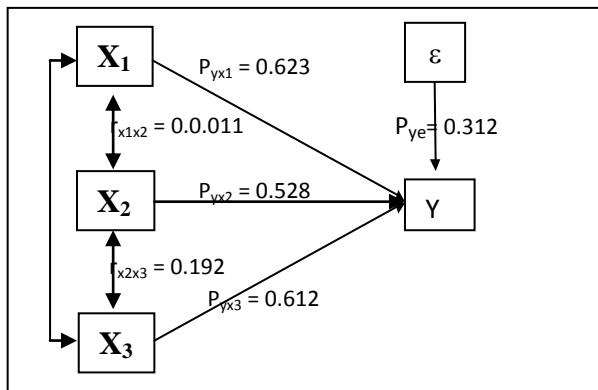 X1
ε
Pyx1 = 0.623
Pye= 0.312
rx1x2 = 0.0.011
X2
Pyx2 = 0.528
Y
rx2x3 = 0.192
Pyx3 = 0.612
X3